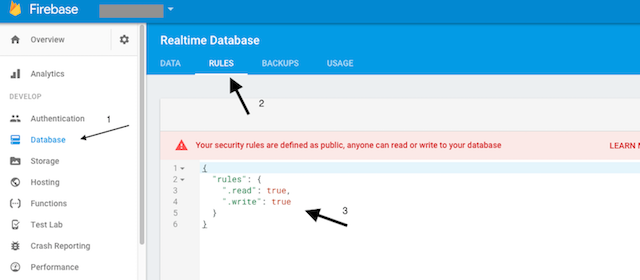 Firebase
Overview
Analytics
DEVELOP
Authentication
1
Database
Storage
Hosting
Functions
Test Lab
Crash Reporting
Performance
Realtime Database
DATA RULES BACKUPS USAGE
2
Your security rules are defined as public, anyone can read or write to your database LEARN M
1 {
2 "rules": {
3 ".read": true,
4 ".write": true
5 }
6 }
3